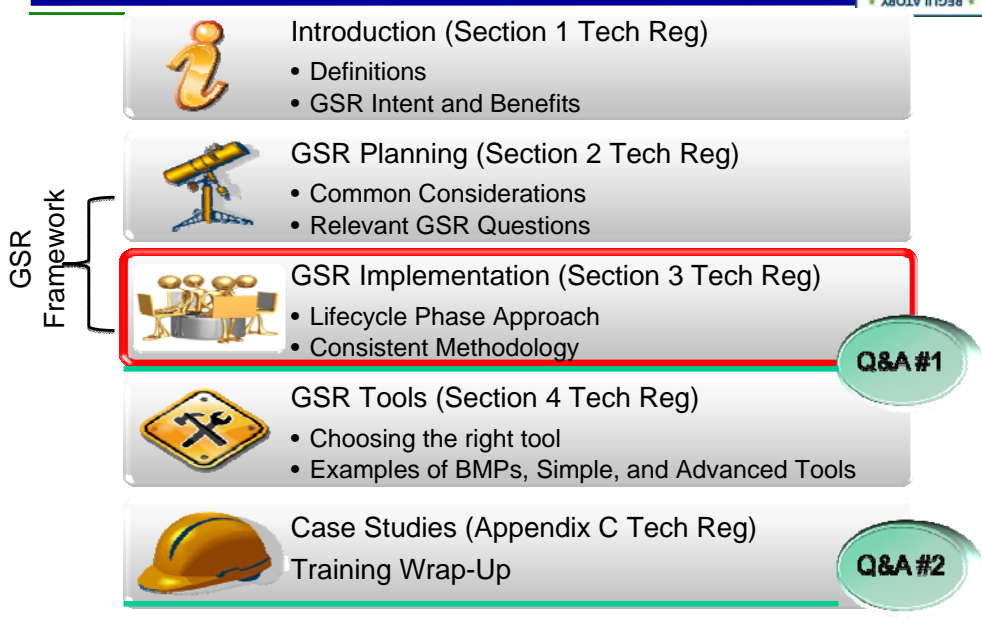 REGULATORY
Introduction (Section 1 Tech Reg)
• Definitions
• GSR Intent and Benefits
GSR Planning (Section 2 Tech Reg)
• Common Considerations
• Relevant GSR Questions
GSR
Framework
GSR Implementation (Section 3 Tech Reg)
• Lifecycle Phase Approach
• Consistent Methodology
Q&A #1
GSR Tools (Section 4 Tech Reg)
• Choosing the right tool
• Examples of BMPs, Simple, and Advanced Tools
Case Studies (Appendix C Tech Reg)
Training Wrap-Up
Q&A #2